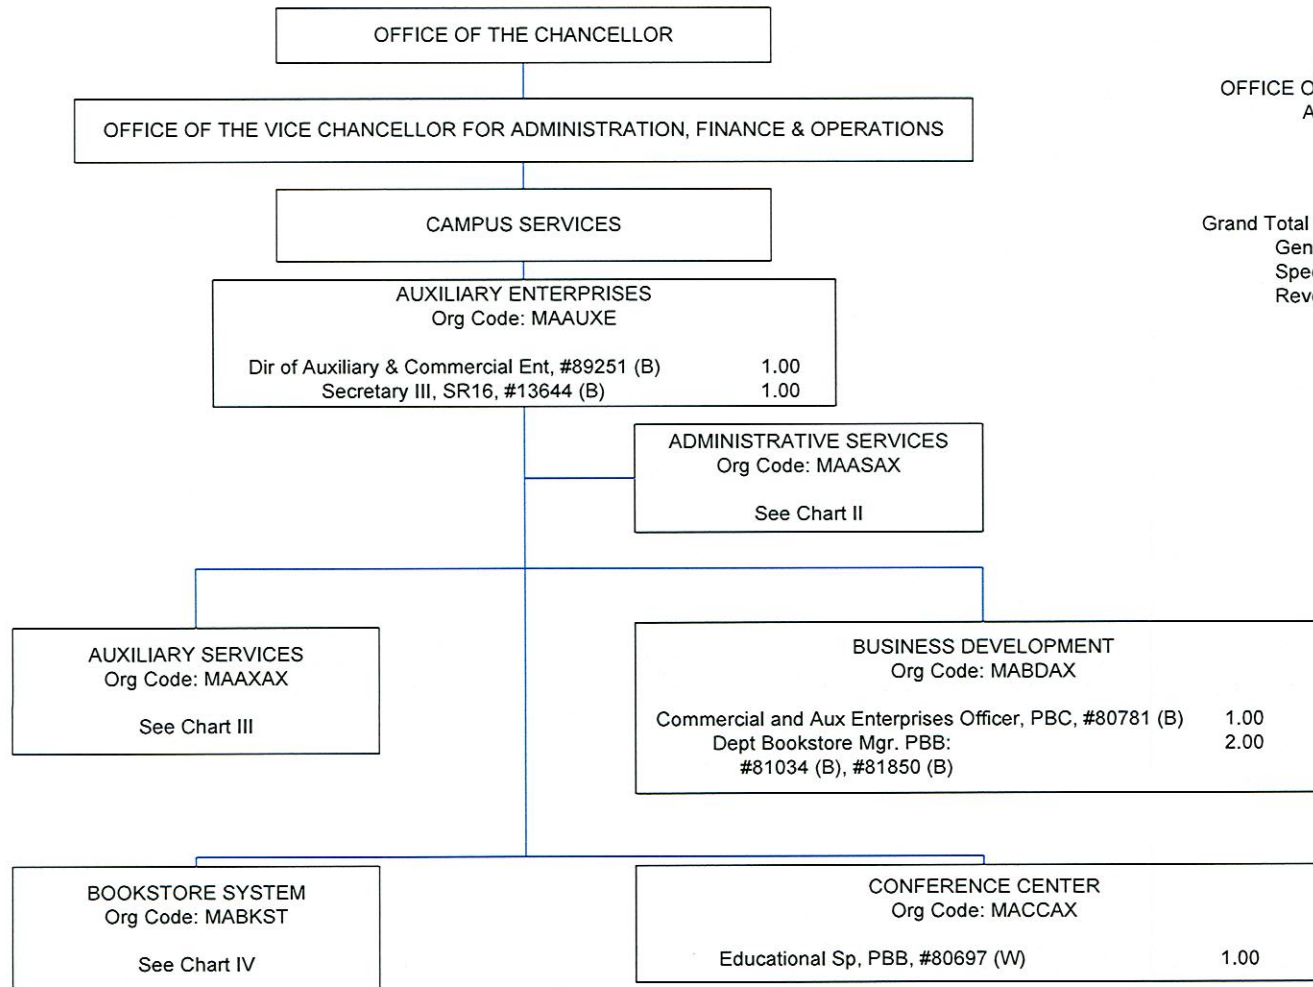 OFFICE OF THE CHANCELLOR
OFFICE OF THE VICE CHANCELLOR FOR ADMINISTRATION, FINANCE & OPERATIONS
CAMPUS SERVICES
AUXILIARY ENTERPRISES
Org Code: MAAUXE
Dir of Auxiliary & Commercial Ent, #89251 (B) 1.00
Secretary III, SR16, #13644 (B) 1.00
OFFICE O
A
Grand Total
Gen
Spe
Rev
ADMINISTRATIVE SERVICES
Org Code: MAASAX
See Chart II
AUXILIARY SERVICES
Org Code: MAAXAX
See Chart III
BUSINESS DEVELOPMENT
Org Code: MABDAX
Commercial and Aux Enterprises Officer, PBC, #80781 (B) 1.00
Dept Bookstore Mgr. PBB: 2.00
#81034 (B), #81850 (B)
BOOKSTORE SYSTEM
Org Code: MABKST
See Chart IV
CONFERENCE CENTER
Org Code: MACCAX
Educational Sp, PBB, #80697 (W) 1.00